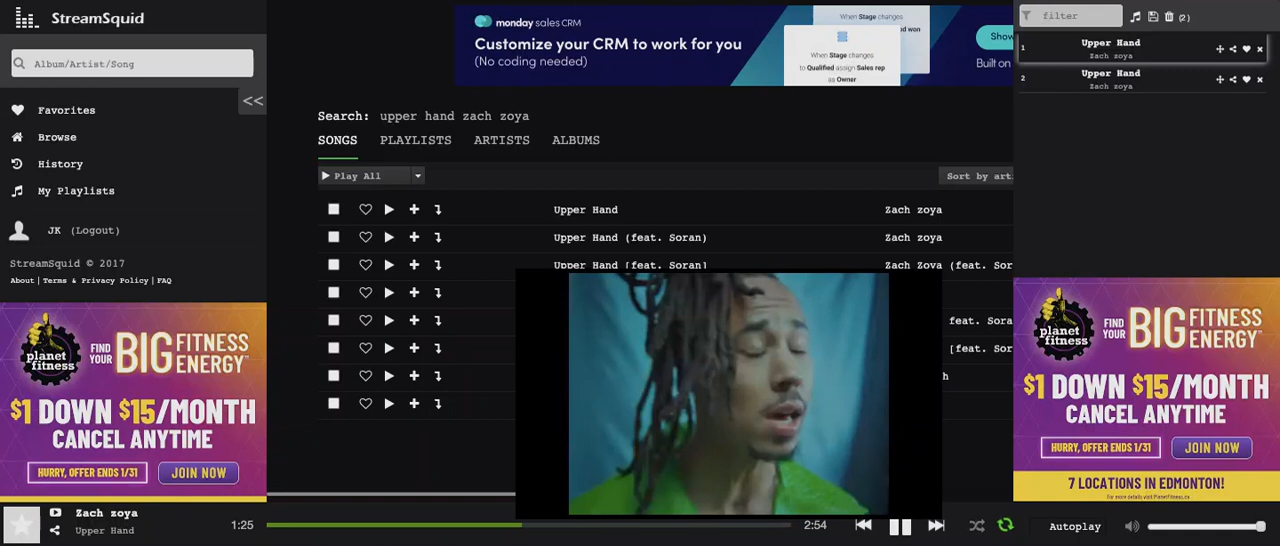 StreamSquid
Album/Artist/Song
<<
Favorites
Browse
History
My Playlists
JK (Logout)
StreamSquid © 2017
About | Terms & Privacy Policy | FAQ
planet fitness
FIND YOUR BIG FITNESS ENERGY™
$1 DOWN $15/MONTH
CANCEL ANYTIME
HURRY, OFFER ENDS 1/31
JOIN NOW
monday sales CRM
Customize your CRM to work for you
(No coding needed)
When Stage changes
to Qualified assign Sales rep
as Owner
When Stage changes
Show
Built on
Search: upper hand zach zoya
SONGS PLAYLISTS ARTISTS ALBUMS
Play All
Sort by art
Upper Hand Zach zoya
Upper Hand (feat. Soran) Zach zoya
Upper Hand [feat. Soran] Zach Zoya (feat. Sor
feat. Sora
[feat. Sor
h
filter
(2)
1 Upper Hand
Zach zoya
2 Upper Hand
Zach zoya
planet fitness
FIND YOUR BIG FITNESS ENERGY™
$1 DOWN $15/MONTH
CANCEL ANYTIME
HURRY, OFFER ENDS 1/31
JOIN NOW
7 LOCATIONS IN EDMONTON!
Zach zoya
Upper Hand
1:25
2:54
Autoplay